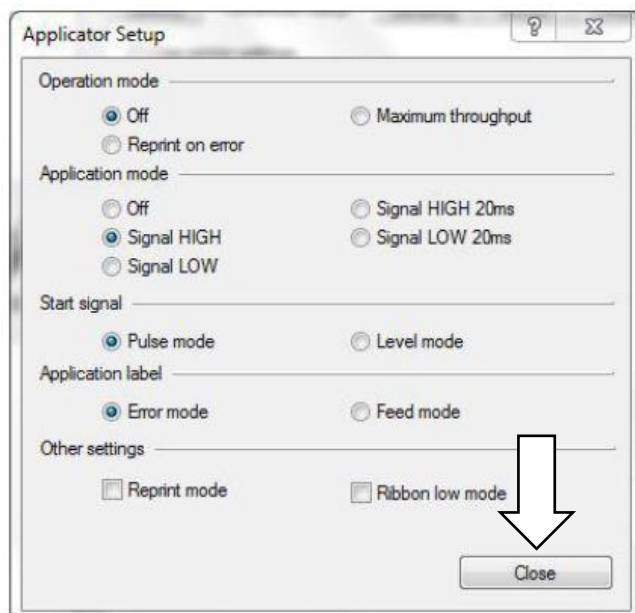 Applicator Setup
Operation mode
Off Maximum throughput
Reprint on error
Application mode
Off Signal HIGH 20ms
Signal HIGH Signal LOW 20ms
Signal LOW
Start signal
Pulse mode Level mode
Application label
Error mode Feed mode
Other settings
Reprint mode Ribbon low mode
Close